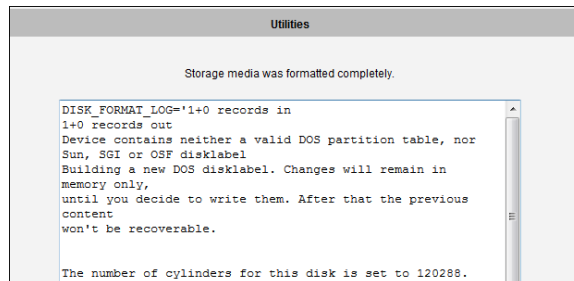 Utilities
Storage media was formatted completely.
DISK_FORMAT_LOG='1+0 records in
1+0 records out
Device contains neither a valid DOS partition table, nor
Sun, SGI or OSF disklabel
Building a new DOS disklabel. Changes will remain in
memory only,
until you decide to write them. After that the previous
content
won't be recoverable.
The number of cylinders for this disk is set to 120288.